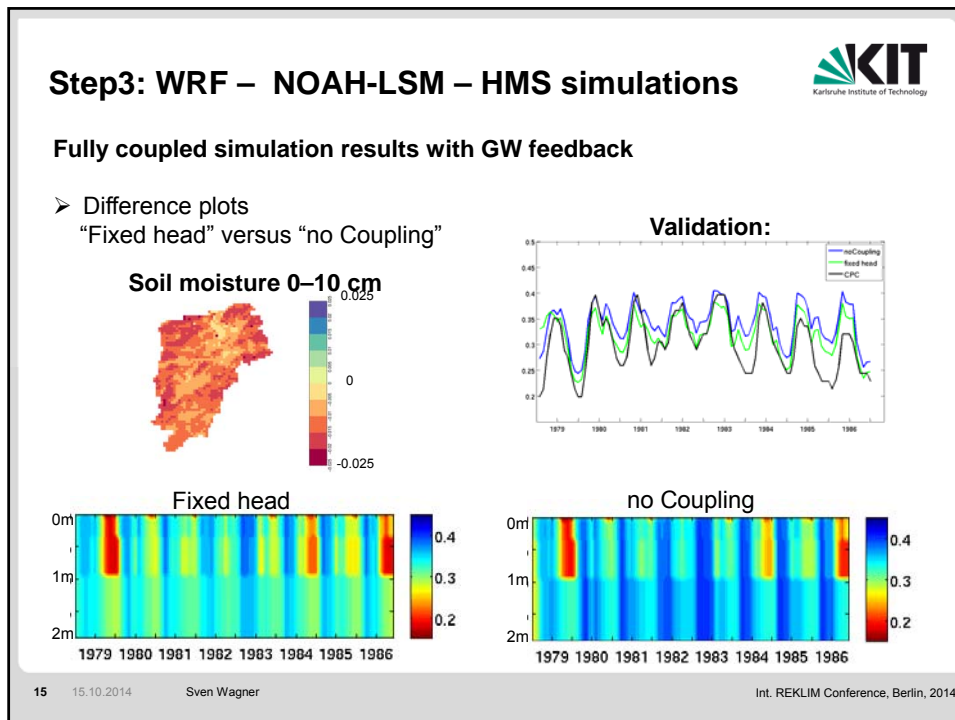 Step3: WRF – NOAH-LSM – HMS simulations
KIT
Karlsruhe Institute of Technology
Fully coupled simulation results with GW feedback
➢ Difference plots
“Fixed head” versus “no Coupling”
Soil moisture 0–10 cm
0.025
0
-0.025
Validation:
noCoupling
fixed head
CPC
0.5
0.45
0.4
0.35
0.3
0.25
0.2
1979 1980 1981 1982 1983 1984 1985 1986
Fixed head
0m
1m
2m
0.4
0.3
0.2
1979 1980 1981 1982 1983 1984 1985 1986
no Coupling
0m
1m
2m
0.4
0.3
0.2
1979 1980 1981 1982 1983 1984 1985 1986
15 15.10.2014 Sven Wagner Int. REKLIM Conference, Berlin, 2014